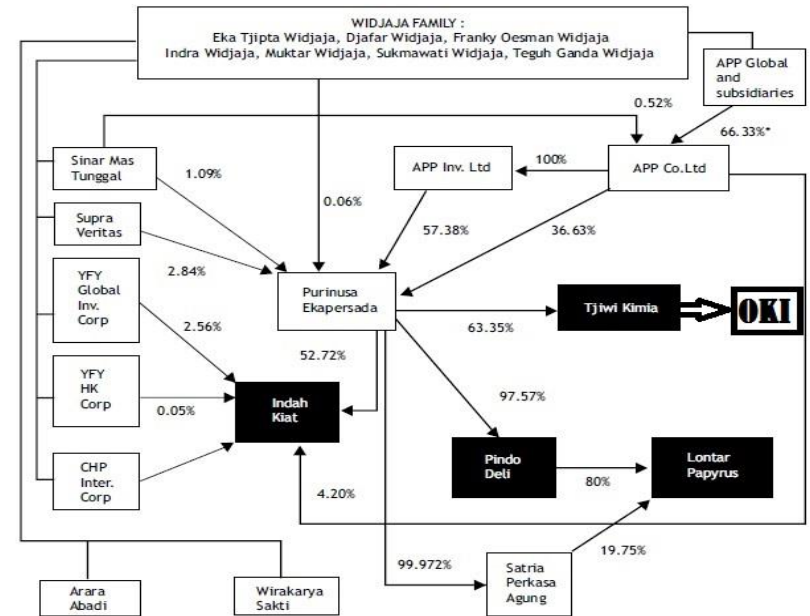 WIDJAJA FAMILY :
Eka Tjipta Widjaja, Djafar Widjaja, Franky Oesman Widjaja
Indra Widjaja, Muktar Widjaja, Sukmawati Widjaja, Teguh Ganda Widjaja
APP Global
and
subsidiaries
0.52%
66.33%*
Sinar Mas
Tunggal
1.09%
APP Inv. Ltd
100%
APP Co.Ltd
0.06%
Supra
Veritas
57.38%
36.63%
2.84%
YFY
Global
Inv.
Corp
Purinusa
Ekapersada
Tjiwi Kimia
OKI
2.56%
63.35%
52.72%
YFY
HK
Corp
0.05%
Indah
Kiat
97.57%
Pindo
Deli
80%
Lontar
Papyrus
CHP
Inter.
Corp
4.20%
19.75%
99.972%
Satria
Perkasa
Agung
Arara
Abadi
Wirakarya
Sakti